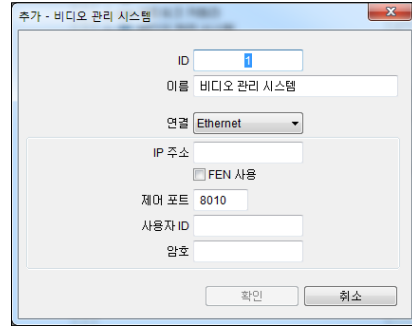 추가 - 비디오 관리 시스템
ID 1
이름 비디오 관리 시스템
연결 Ethernet
IP 주소
FEN 사용
제어 포트 8010
사용자 ID
암호
확인 취소